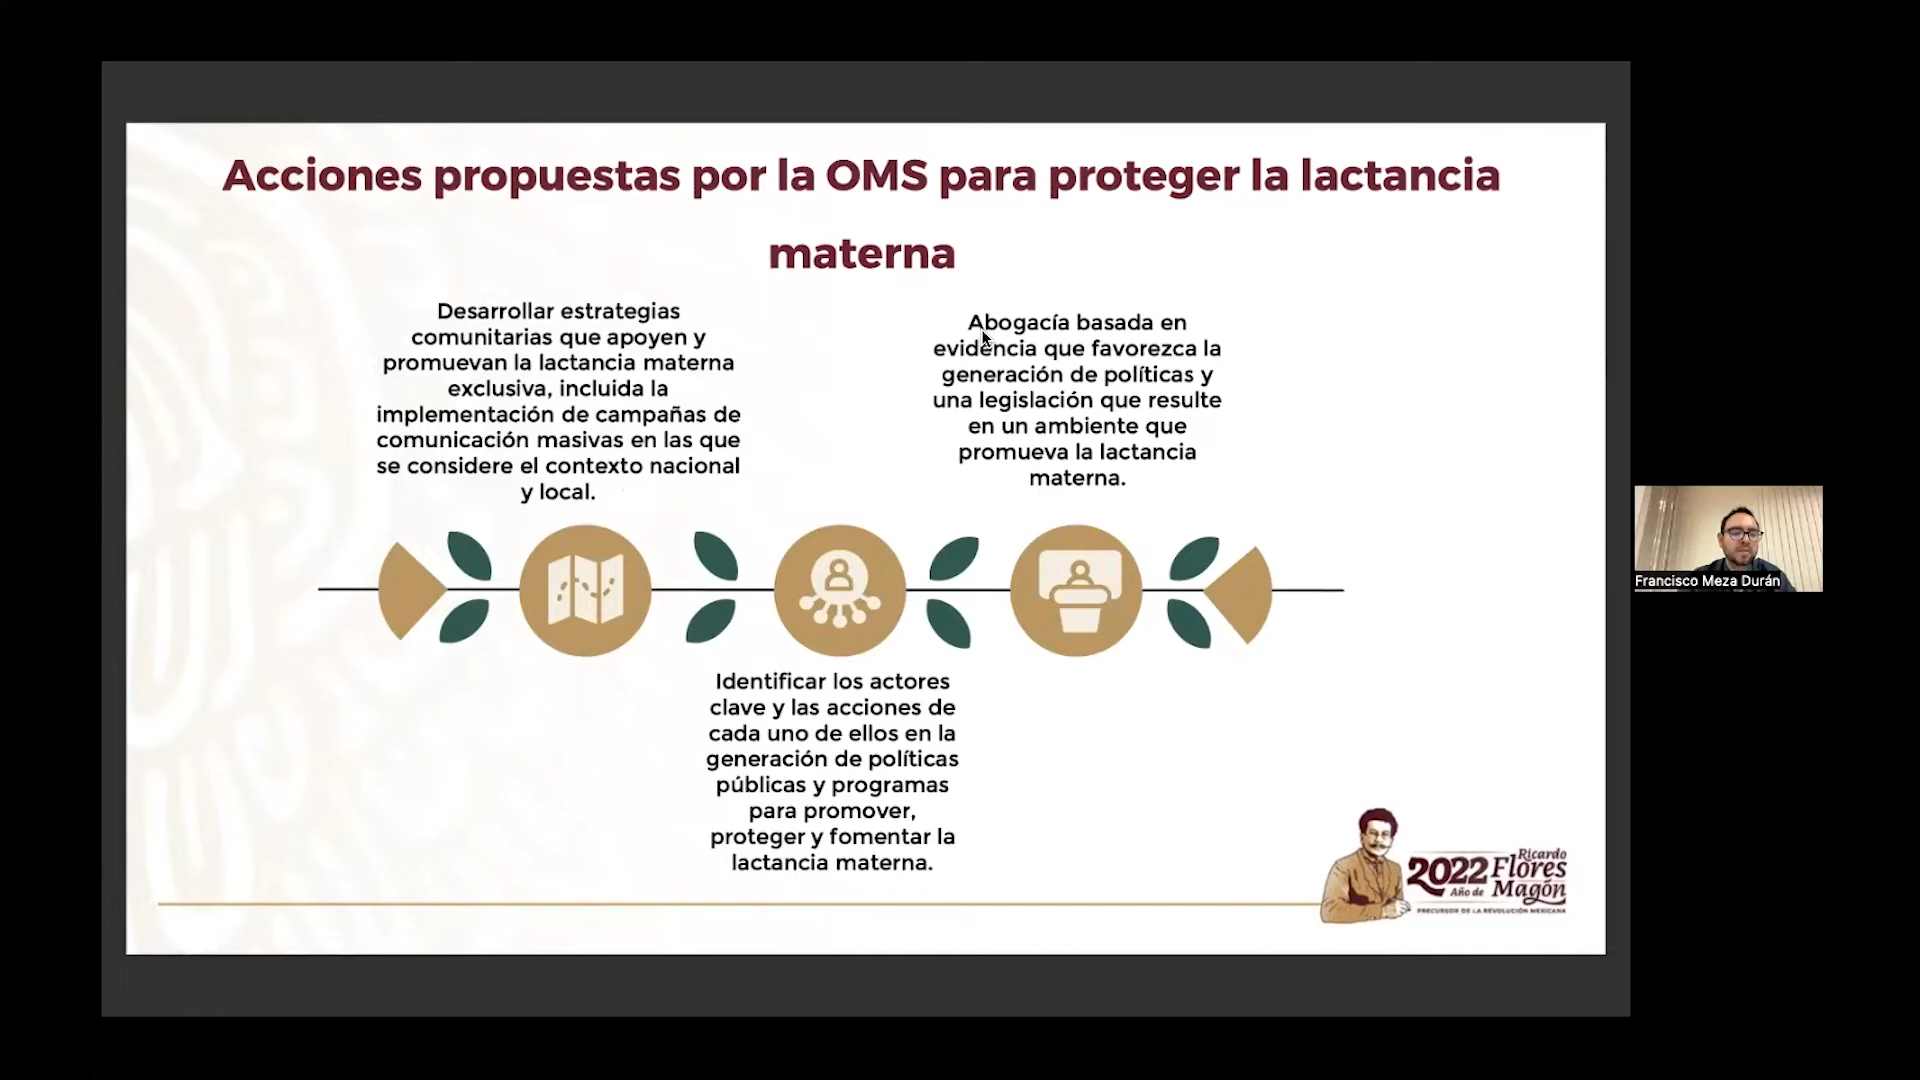 Acciones propuestas por la OMS para proteger la lactancia
materna
Desarrollar estrategias
comunitarias que apoyen y
promuevan la lactancia materna
exclusiva, incluida la
implementación de campañas de
comunicación masivas en las que
se considere el contexto nacional
y local.
Abogacía basada en
evidencia que favorezca la
generación de políticas y
una legislación que resulte
en un ambiente que
promueva la lactancia
materna.
Identificar los actores
clave y las acciones de
cada uno de ellos en la
generación de políticas
públicas y programas
para promover,
proteger y fomentar la
lactancia materna.
2022 Ricardo
Flores
Año de Magón
PRECURSOR DE LA REVOLUCIÓN MEXICANA
Francisco Meza Durán